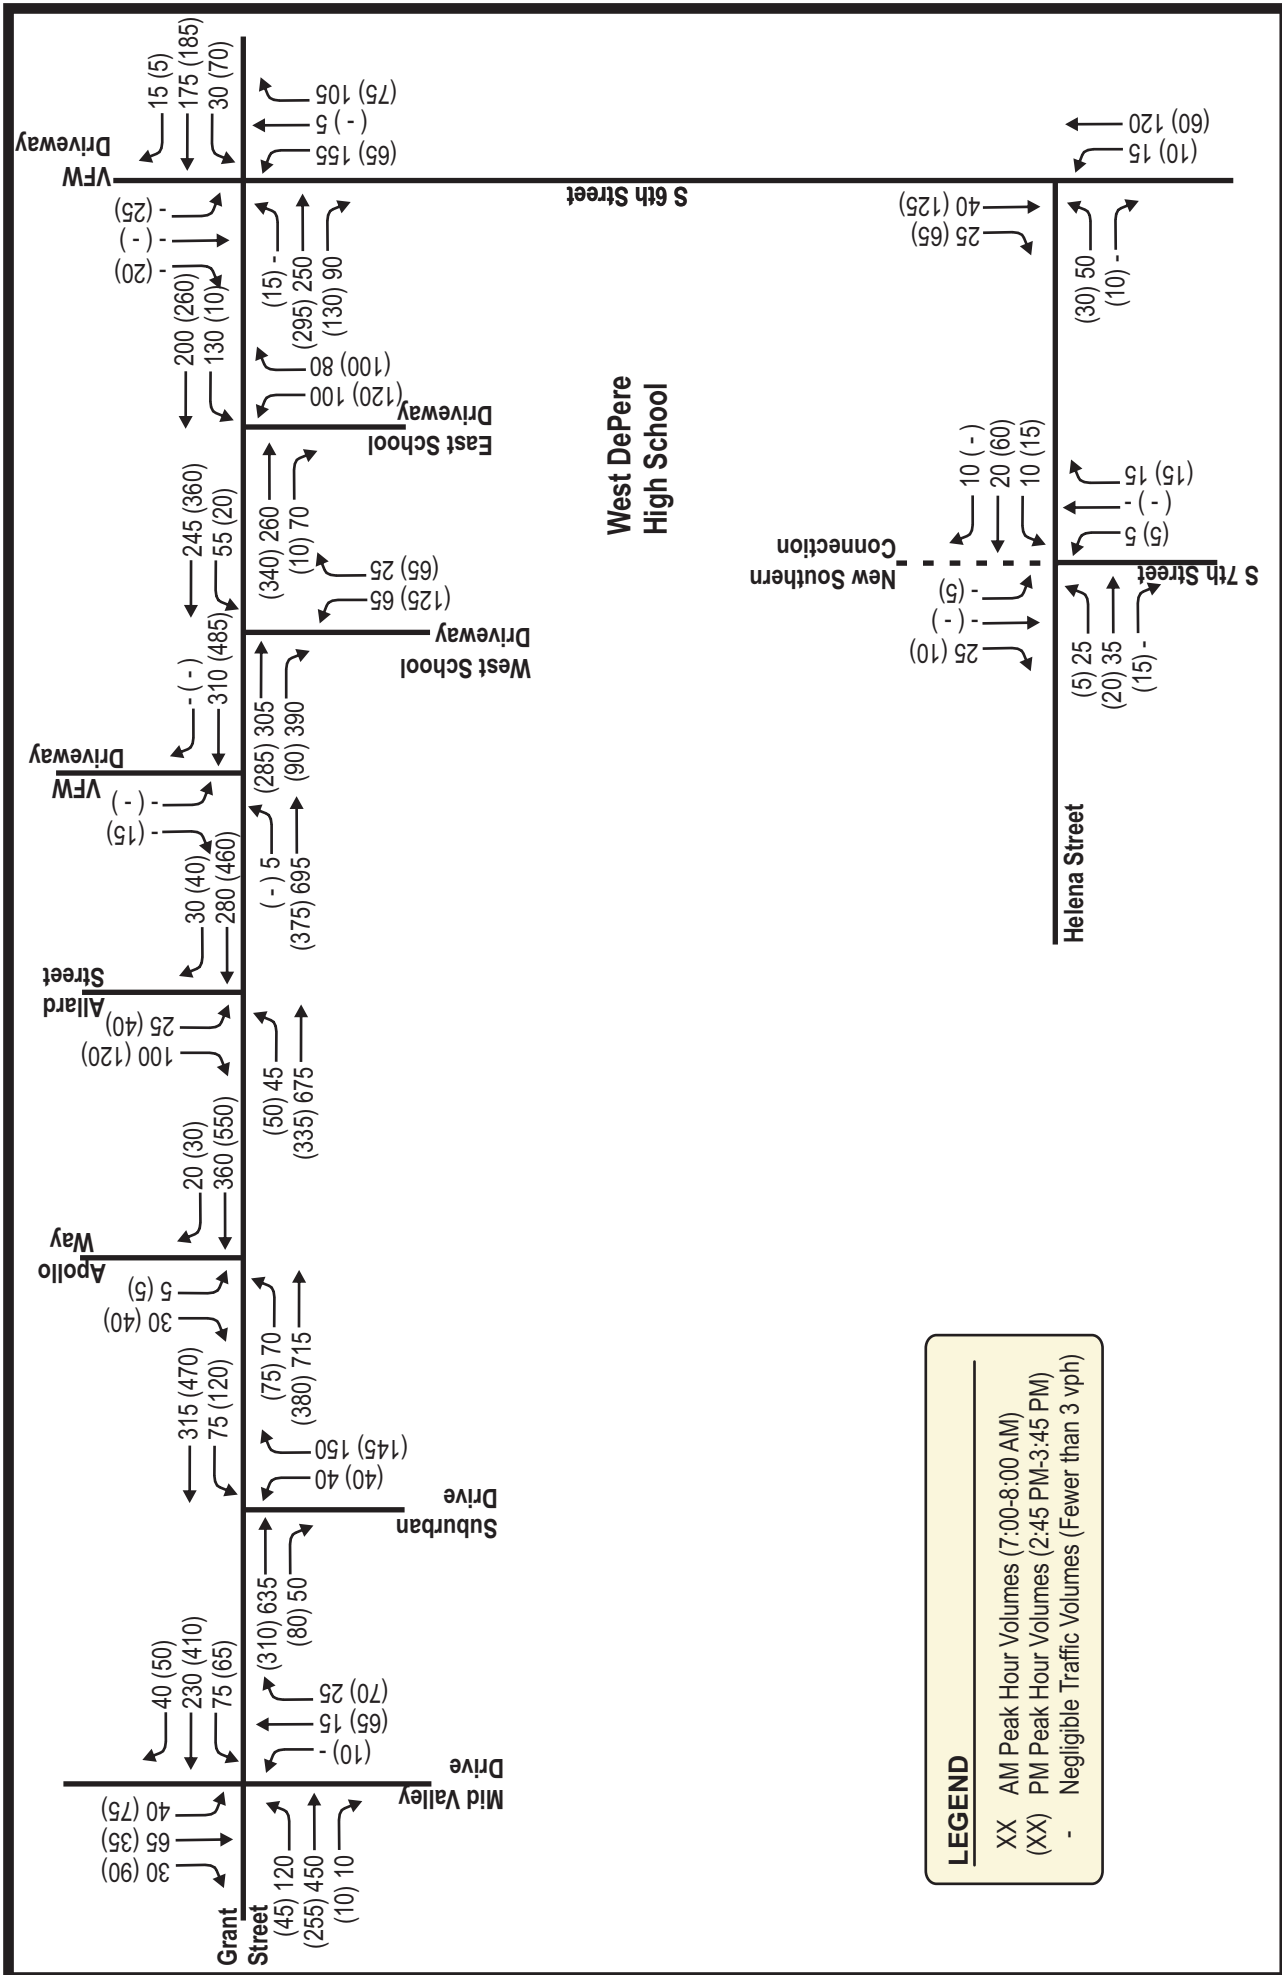 Grant
Street
30 (90)
65 (35)
40 (75)
(45) 120
(255) 450
(10) 10
Mid Valley
Drive
40 (50)
230 (410)
75 (65)
(10) -
(65) 15
(70) 25
(310) 635
(80) 50
Suburban
Drive
315 (470)
75 (120)
(40) 40
(145) 150
30 (40)
5 (5)
(75) 70
(380) 715
Apollo
Way
20 (30)
360 (550)
100 (120)
25 (40)
(50) 45
(335) 675
Allard
Street
30 (40)
280 (460)
- (15)
- ( - )
( - ) 5
(375) 695
VFW
Driveway
- ( - )
310 (485)
(285) 305
(90) 390
West School
Driveway
245 (360)
55 (20)
(125) 65
(65) 25
(340) 260
(10) 70
East School
Driveway
200 (260)
130 (10)
(120) 100
(100) 80
- (20)
- ( - )
- (25)
(15) -
(295) 250
(130) 90
VFW
Driveway
15 (5)
175 (185)
30 (70)
(65) 155
( - ) 5
(75) 105
S 6th Street
West DePere
High School
25 (65)
40 (125)
(30) 50
(10) -
(10) 15
(60) 120
New Southern
Connection
10 ( - )
20 (60)
10 (15)
25 (10)
- ( - )
- (5)
(5) 25
(20) 35
(15) -
(5) 5
( - ) -
(15) 15
S 7th Street
Helena Street
LEGEND
XX AM Peak Hour Volumes (7:00-8:00 AM)
(XX) PM Peak Hour Volumes (2:45 PM-3:45 PM)
- Negligible Traffic Volumes (Fewer than 3 vph)